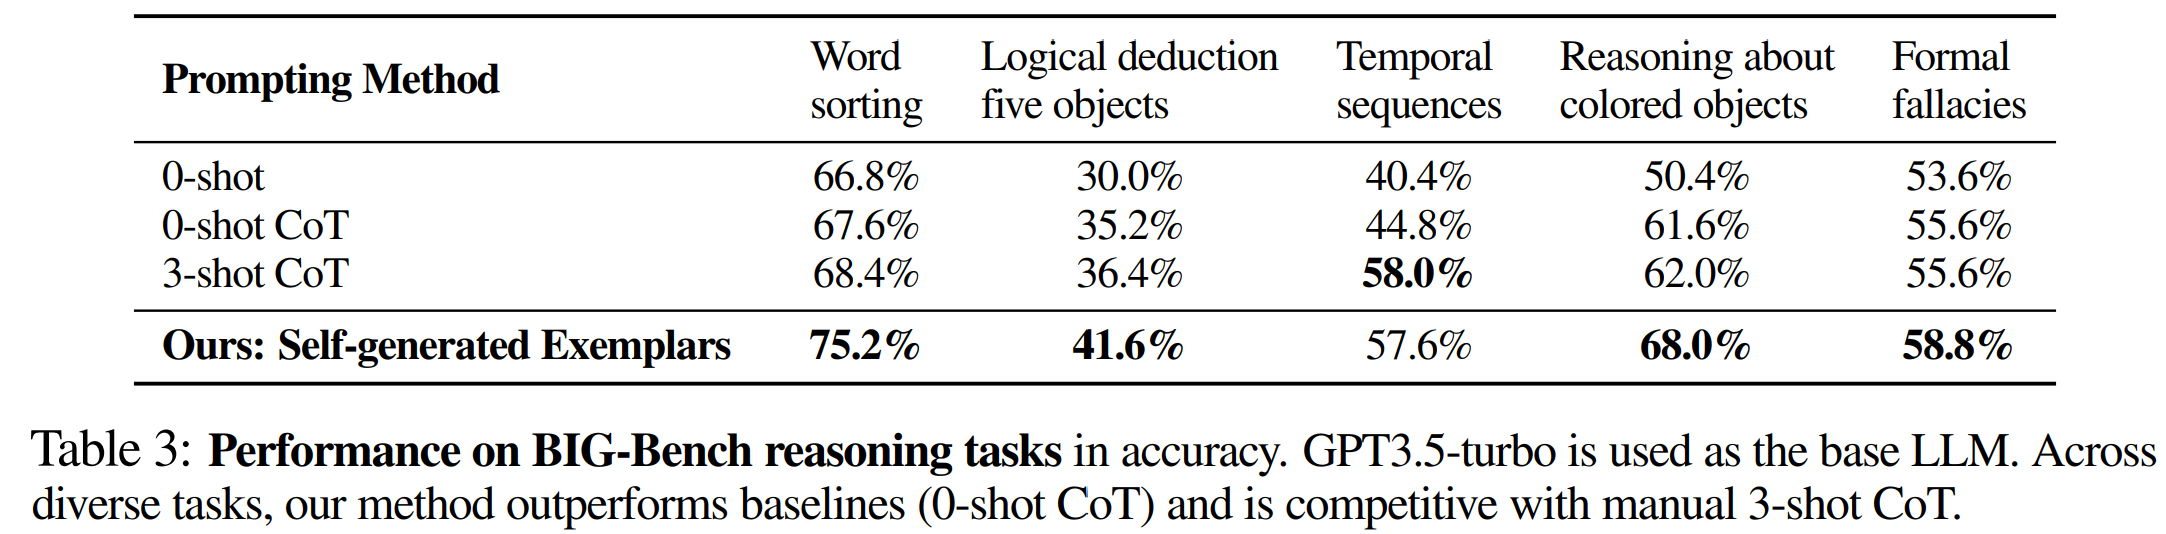 Prompting Method Word sorting Logical deduction five objects Temporal sequences Reasoning about colored objects Formal fallacies
0-shot 66.8% 30.0% 40.4% 50.4% 53.6%
0-shot CoT 67.6% 35.2% 44.8% 61.6% 55.6%
3-shot CoT 68.4% 36.4% 58.0% 62.0% 55.6%
Ours: Self-generated Exemplars 75.2% 41.6% 57.6% 68.0% 58.8%
Table 3: Performance on BIG-Bench reasoning tasks in accuracy. GPT3.5-turbo is used as the base LLM. Across
diverse tasks, our method outperforms baselines (0-shot CoT) and is competitive with manual 3-shot CoT.